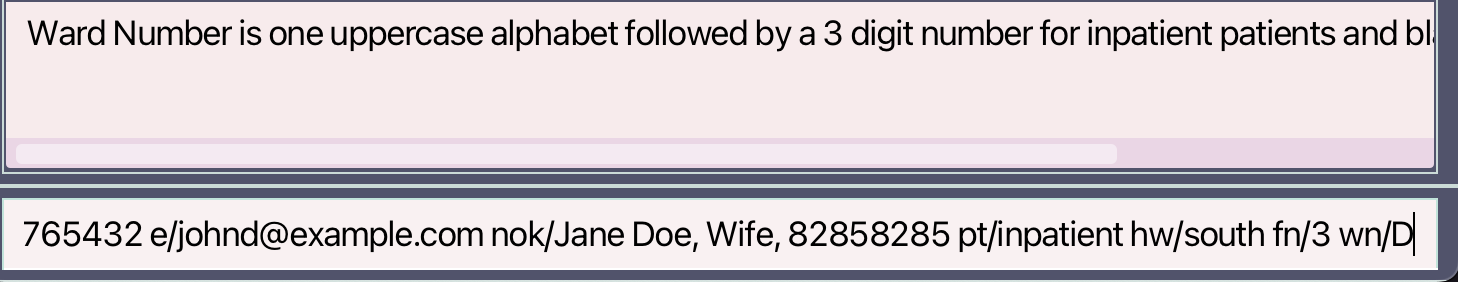 Ward Number is one uppercase alphabet followed by a 3 digit number for inpatient patients and
765432 e/johnd@example.com nok/Jane Doe, Wife, 82858285 pt/inpatient hw/south fn/3 wn/D